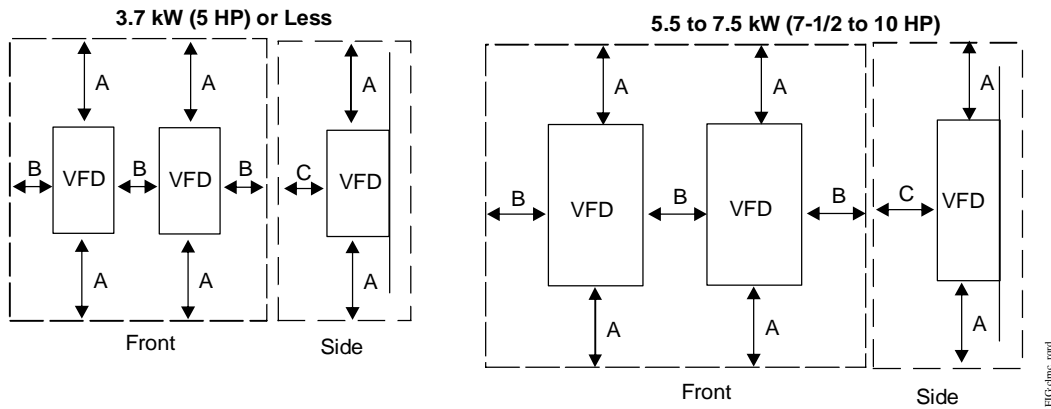 3.7 kW (5 HP) or Less
A A A
B B B C
VFD VFD VFD
A A A
Front Side
5.5 to 7.5 kW (7-1/2 to 10 HP)
A A A
B B B C
VFD VFD VFD
A A A
Front Side